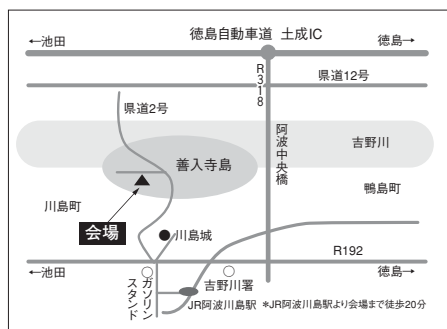 徳島自動車道 土成IC
←池田
徳島→
R318
県道12号
県道2号
阿波中央橋
吉野川
善入寺島
川島町
鴨島町
会場
川島城
R192
←池田
徳島→
ガソリン
スタンド
吉野川署
JR阿波川島駅 *JR阿波川島駅より会場まで徒歩20分